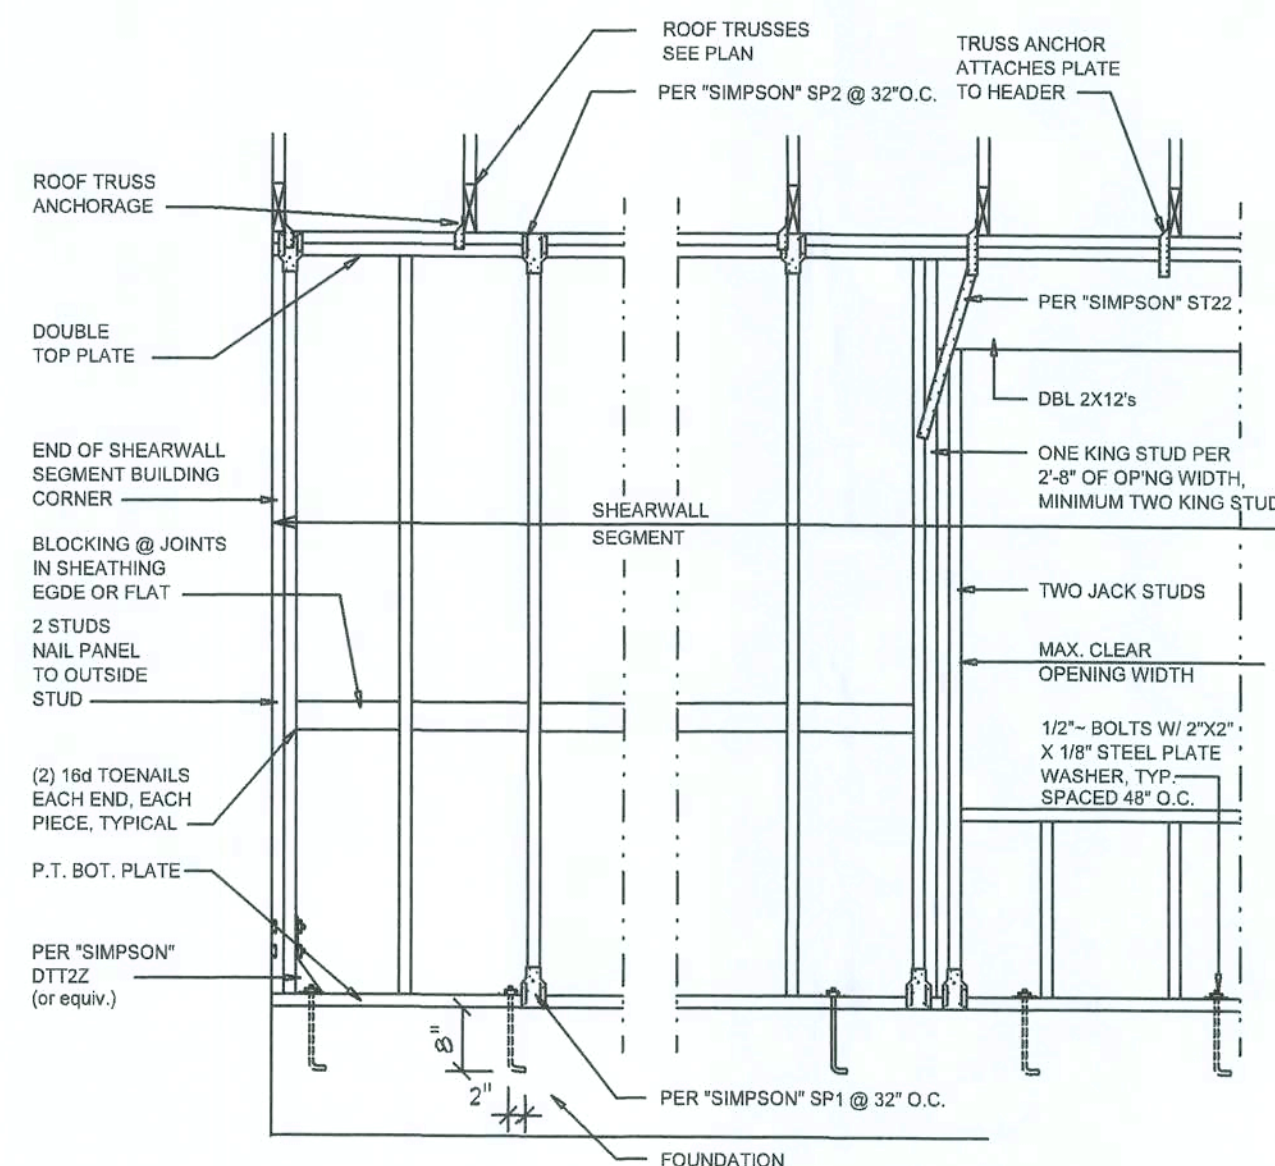 ROOF TRUSSES
SEE PLAN
PER "SIMPSON" SP2 @ 32"O.C.
TRUSS ANCHOR
ATTACHES PLATE
TO HEADER
ROOF TRUSS
ANCHORAGE
DOUBLE
TOP PLATE
PER "SIMPSON" ST22
DBL 2X12's
END OF SHEARWALL
SEGMENT BUILDING
CORNER
ONE KING STUD PER
2'-8" OF OP'NG WIDTH,
MINIMUM TWO KING STUD
SHEARWALL
SEGMENT
BLOCKING @ JOINTS
IN SHEATHING
EGDE OR FLAT
TWO JACK STUDS
2 STUDS
NAIL PANEL
TO OUTSIDE
STUD
MAX. CLEAR
OPENING WIDTH
1/2"~ BOLTS W/ 2"X2"
X 1/8" STEEL PLATE
WASHER, TYP.
SPACED 48" O.C.
(2) 16d TOENAILS
EACH END, EACH
PIECE, TYPICAL
P.T. BOT. PLATE
PER "SIMPSON"
DTT2Z
(or equiv.)
8"
2"
PER "SIMPSON" SP1 @ 32" O.C.
FOUNDATION